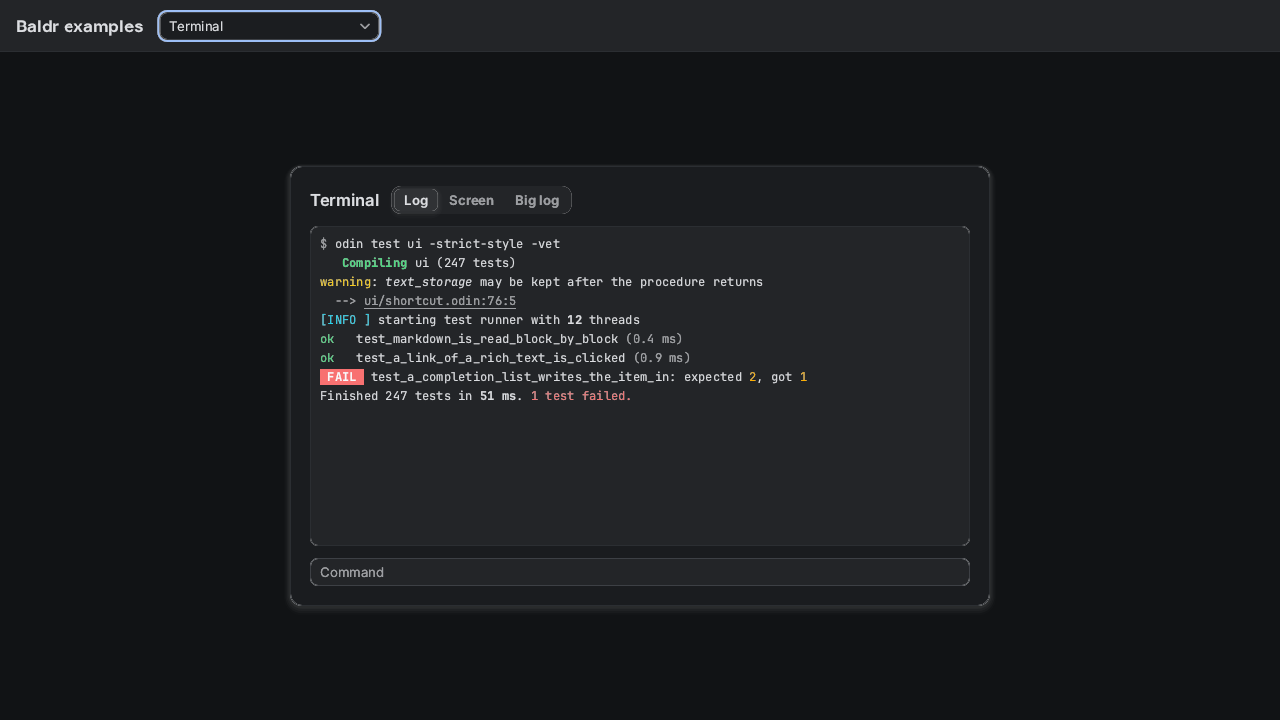 Baldr examples Terminal
Terminal Log Screen Big log
$ odin test ui -strict-style -vet
Compiling ui (247 tests)
warning: text_storage may be kept after the procedure returns
--> ui/shortcut.odin:76:5
[INFO ] starting test runner with 12 threads
ok test_markdown_is_read_block_by_block (0.4 ms)
ok test_a_link_of_a_rich_text_is_clicked (0.9 ms)
FAIL test_a_completion_list_writes_the_item_in: expected 2, got 1
Finished 247 tests in 51 ms. 1 test failed.
Command